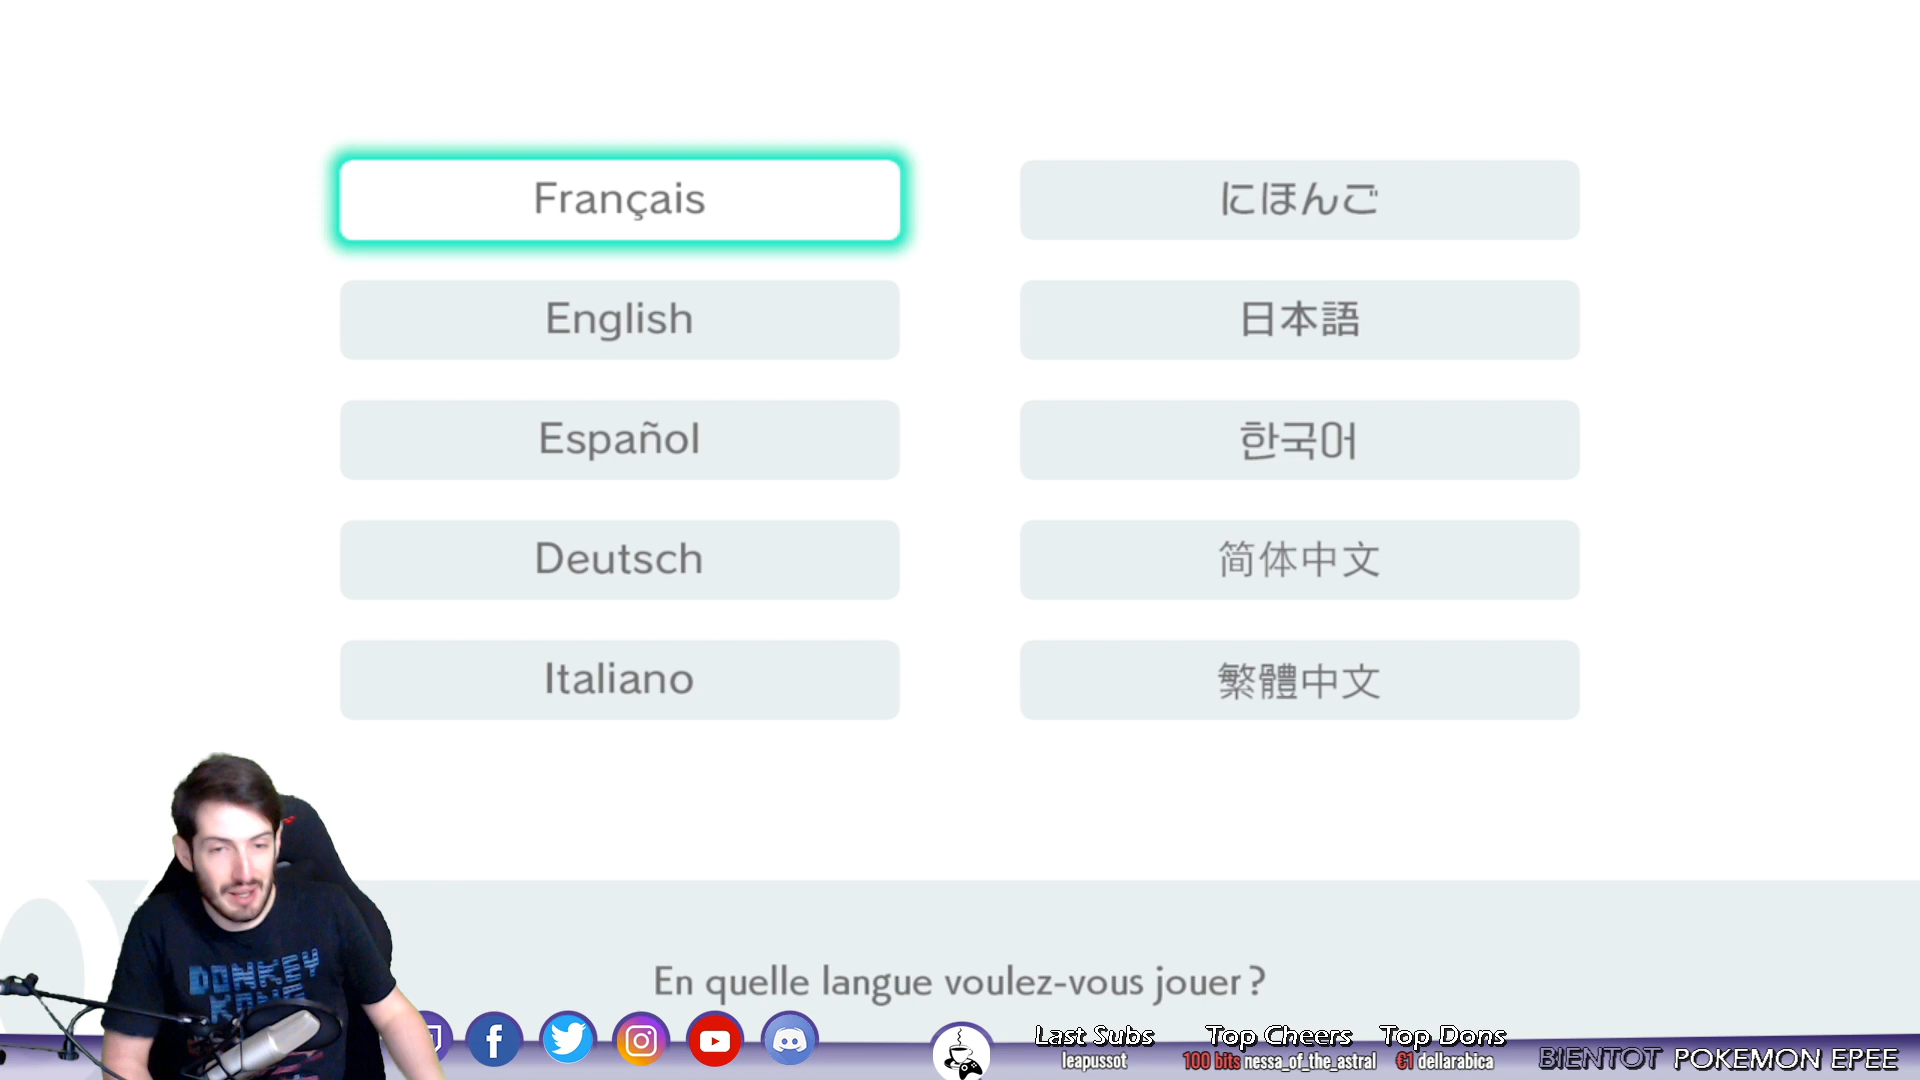 Français
English
Español
Deutsch
Italiano
にほんご
日本語
한국어
简体中文
繁體中文
En quelle langue voulez-vous jouer ?
DONKEY
KONG
Last Subs
leapussot
Top Cheers
100 bits nessa_of_the_astral
Top Dons
€1 dellarabica
BIENTOT POKEMON EPEE